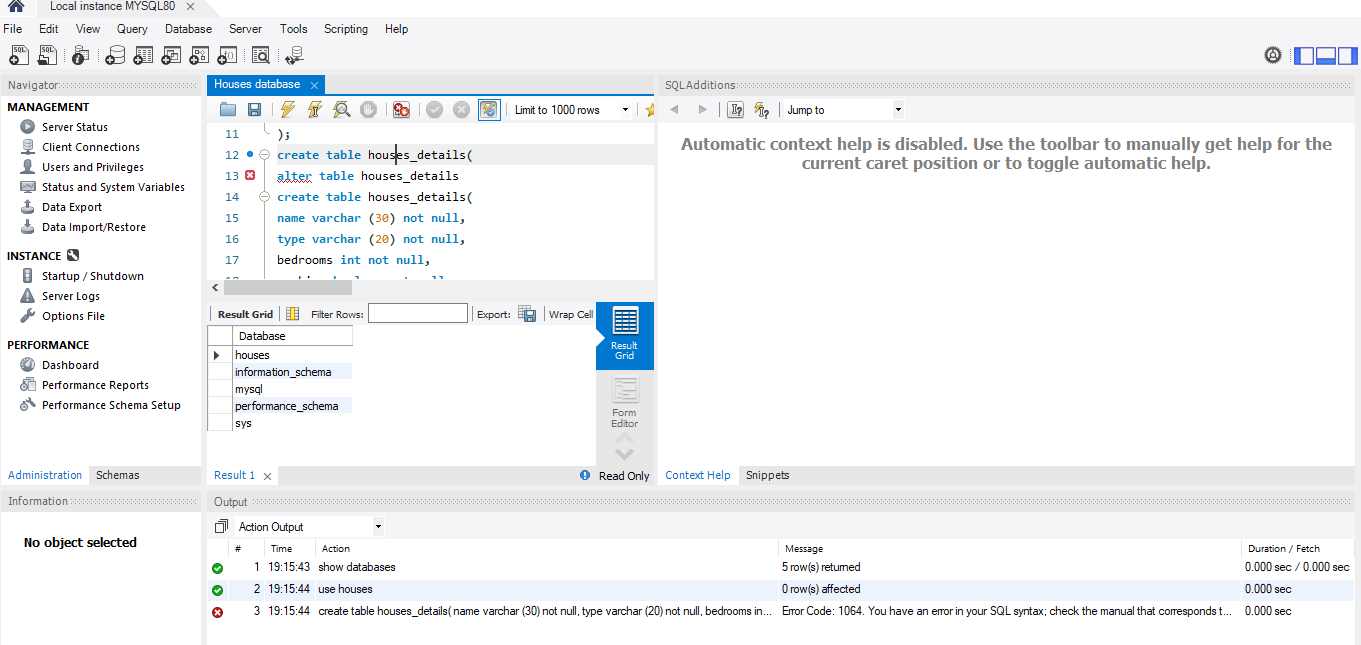 Local instance MYSQL80
File Edit View Query Database Server Tools Scripting Help
Navigator
MANAGEMENT
Server Status
Client Connections
Users and Privileges
Status and System Variables
Data Export
Data Import/Restore
INSTANCE
Startup / Shutdown
Server Logs
Options File
PERFORMANCE
Dashboard
Performance Reports
Performance Schema Setup
Administration Schemas
Information
No object selected
Houses database
Limit to 1000 rows
11 );
12 create table houses_details(
13 alter table houses_details
14 create table houses_details(
15 name varchar (30) not null,
16 type varchar (20) not null,
17 bedrooms int not null,
Result Grid Filter Rows: Export: Wrap Cell
Database
houses
information_schema
mysql
performance_schema
sys
Result Grid
Form Editor
Result 1 Read Only
SQLAdditions
Jump to
Automatic context help is disabled. Use the toolbar to manually get help for the
current caret position or to toggle automatic help.
Context Help Snippets
Output
Action Output
# Time Action Message Duration / Fetch
1 19:15:43 show databases 5 row(s) returned 0.000 sec / 0.000 sec
2 19:15:44 use houses 0 row(s) affected 0.000 sec
3 19:15:44 create table houses_details( name varchar (30) not null, type varchar (20) not null, bedrooms in... Error Code: 1064. You have an error in your SQL syntax; check the manual that corresponds t... 0.000 sec